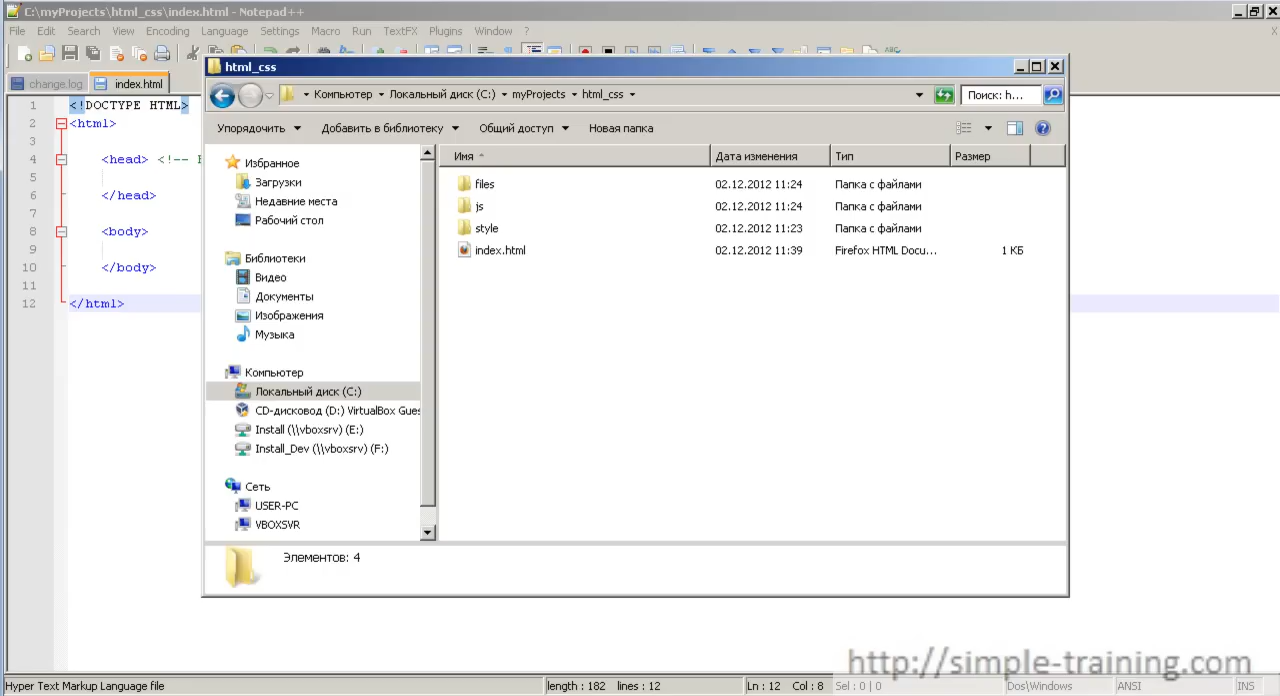 C:\myProjects\html_css\index.html - Notepad++
File Edit Search View Encoding Language Settings Macro Run TextFX Plugins Window ? X
change.log index.html
1 <!DOCTYPE HTML>
2 <html>
3
4 <head> <!--
5
6 </head>
7
8 <body>
9
10 </body>
11
12 </html>
html_css
Компьютер Локальный диск (C:) myProjects html_css Поиск: h...
Упорядочить Добавить в библиотеку Общий доступ Новая папка
Избранное
Загрузки
Недавние места
Рабочий стол
Библиотеки
Видео
Документы
Изображения
Музыка
Компьютер
Локальный диск (C:)
CD-дисковод (D:) VirtualBox Gues
Install (\\vboxsrv) (E:)
Install_Dev (\\vboxsrv) (F:)
Сеть
USER-PC
VBOXSVR
Имя Дата изменения Тип Размер
files 02.12.2012 11:24 Папка с файлами
js 02.12.2012 11:24 Папка с файлами
style 02.12.2012 11:23 Папка с файлами
index.html 02.12.2012 11:39 Firefox HTML Docu... 1 КБ
Элементов: 4
http://simple-training.com
Hyper Text Markup Language file length : 182 lines : 12 Ln : 12 Col : 8 Sel : 0 | 0 Dos\Windows ANSI INS